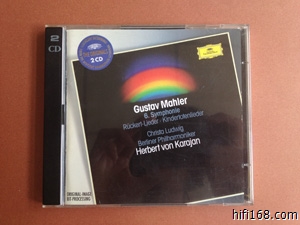 2
2 CD
Gustav Mahler
6. Symphonie
Rückert-Lieder · Kindertotenlieder
Christa Ludwig
Berliner Philharmoniker
Herbert von Karajan
ORIGINAL-IMAGE
BIT-PROCESSING
hifi168.com